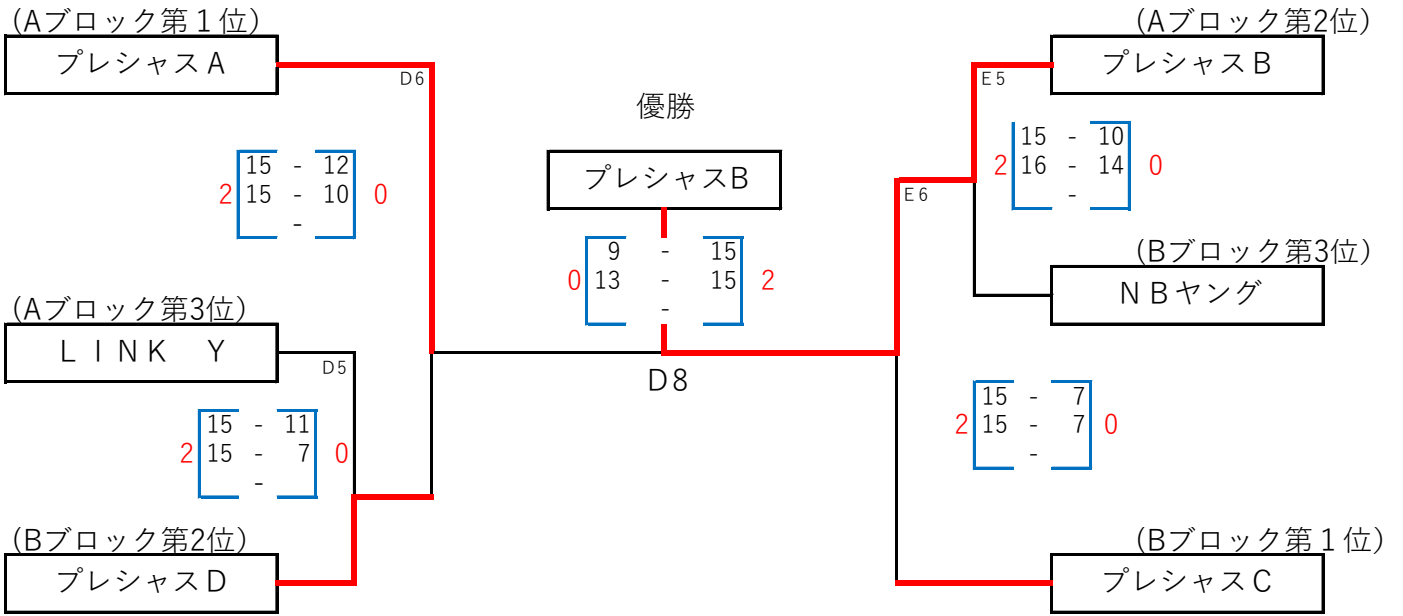 (Aブロック第１位)
プレシャスＡ
D6
2 15 - 12 0
15 - 10
-
(Aブロック第3位)
ＬＩＮＫ　Ｙ
D5
2 15 - 11 0
15 - 7
-
(Bブロック第2位)
プレシャスＤ
優勝
プレシャスB
9 - 15
0 13 - 15 2
-
D8
(Aブロック第2位)
プレシャスＢ
E5
15 - 10
2 16 - 14 0
-
E6
(Bブロック第3位)
ＮＢヤング
15 - 7
2 15 - 7 0
-
(Bブロック第１位)
プレシャスＣ